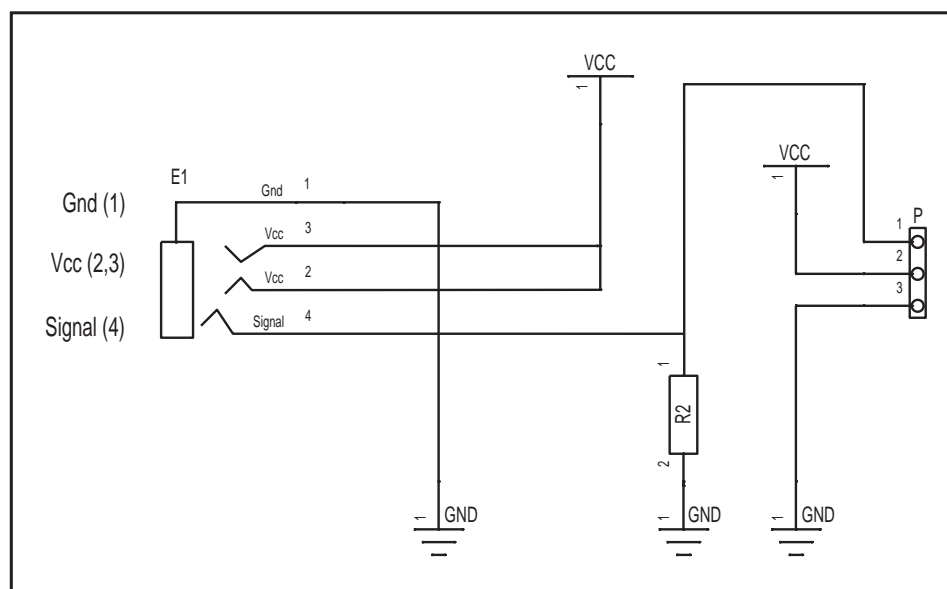 VCC
1
VCC
1
E1
Gnd (1)
Gnd 1
P
1
Vcc 3
Vcc (2,3)
2
Vcc 2
3
Signal (4)
Signal 4
1
R2
2
1 GND
1 GND
1 GND